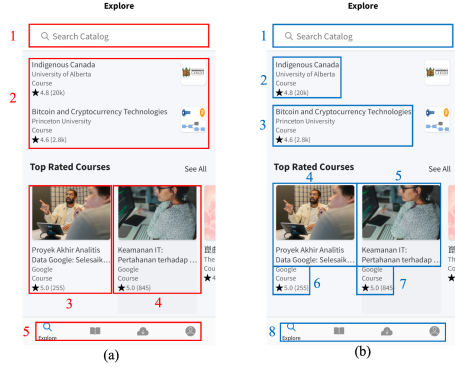 Explore
1
Search Catalog
2
Indigenous Canada
University of Alberta
Course
★4.8 (20k)
Bitcoin and Cryptocurrency Technologies
Princeton University
Course
★4.6 (2.8k)
Top Rated Courses
See All
Proyek Akhir Analitis
Data Google: Selesaik...
Google
Course
★5.0 (255)
Keamanan IT:
Pertahanan terhadap ...
Google
Course
★5.0 (845)
The
Cou
3
4
5
Explore
(a)
Explore
1
Search Catalog
2
Indigenous Canada
University of Alberta
Course
★4.8 (20k)
3
Bitcoin and Cryptocurrency Technologies
Princeton University
Course
★4.6 (2.8k)
Top Rated Courses
See All
4
5
Proyek Akhir Analitis
Data Google: Selesaik...
Google
Course
★5.0 (255)
6
Keamanan IT:
Pertahanan terhadap ...
Google
Course
★5.0 (845)
7
The
Cou
8
Explore
(b)